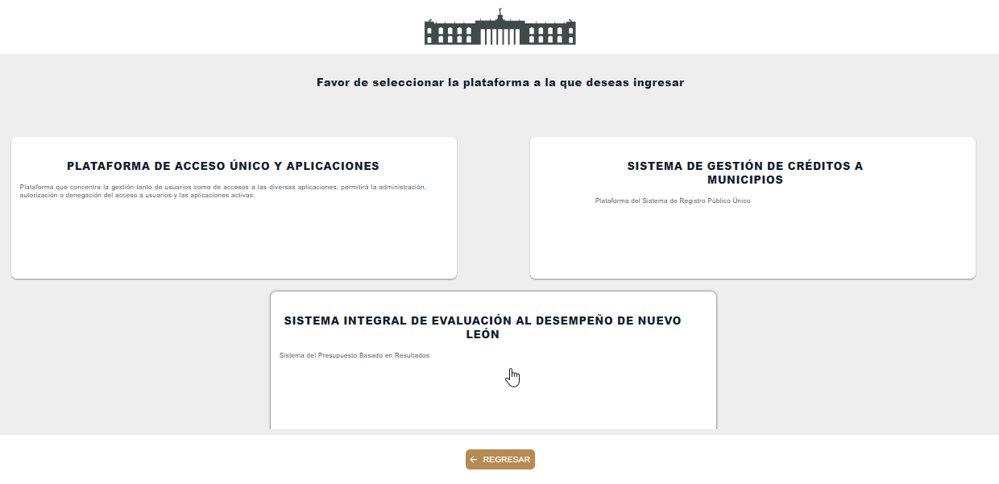 Favor de seleccionar la plataforma a la que deseas ingresar
PLATAFORMA DE ACCESO ÚNICO Y APLICACIONES
Plataforma que concentra la gestión tanto de usuarios como de accesos a las diversas aplicaciones; permitirá la administración,
autorización o denegación del acceso a usuarios y las aplicaciones activas.
SISTEMA DE GESTIÓN DE CRÉDITOS A
MUNICIPIOS
Plataforma del Sistema de Registro Público Único
SISTEMA INTEGRAL DE EVALUACIÓN AL DESEMPEÑO DE NUEVO
LEÓN
Sistema del Presupuesto Basado en Resultados
REGRESAR